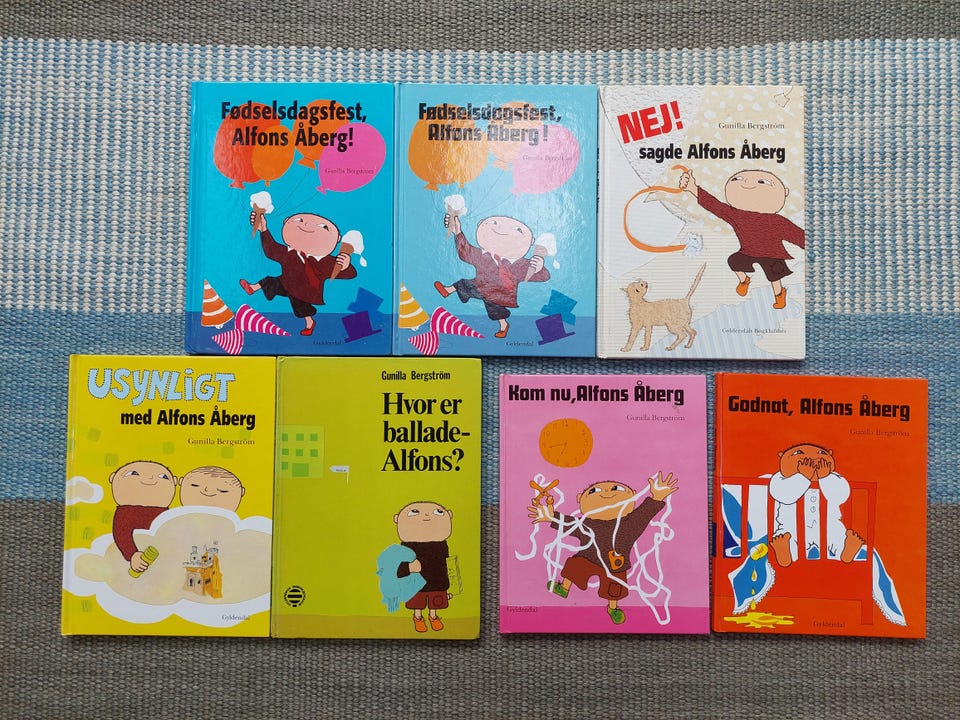 Fødselsdagsfest,
Alfons Åberg!
Gunilla Bergström
Gyldendal
Fødselsdagsfest,
Alfons Åberg!
Gunilla Bergström
Gyldendal
NEJ!
Gunilla Bergström
sagde Alfons Åberg
Gyldendals Bogklubber
USYNLIGT
med Alfons Åberg
Gunilla Bergström
Gyldendal
Gunilla Bergström
Hvor er
ballade-
Alfons?
Kom nu, Alfons Åberg
Gunilla Bergström
Gyldendal
Godnat, Alfons Åberg
Gunilla Bergström
Gyldendal